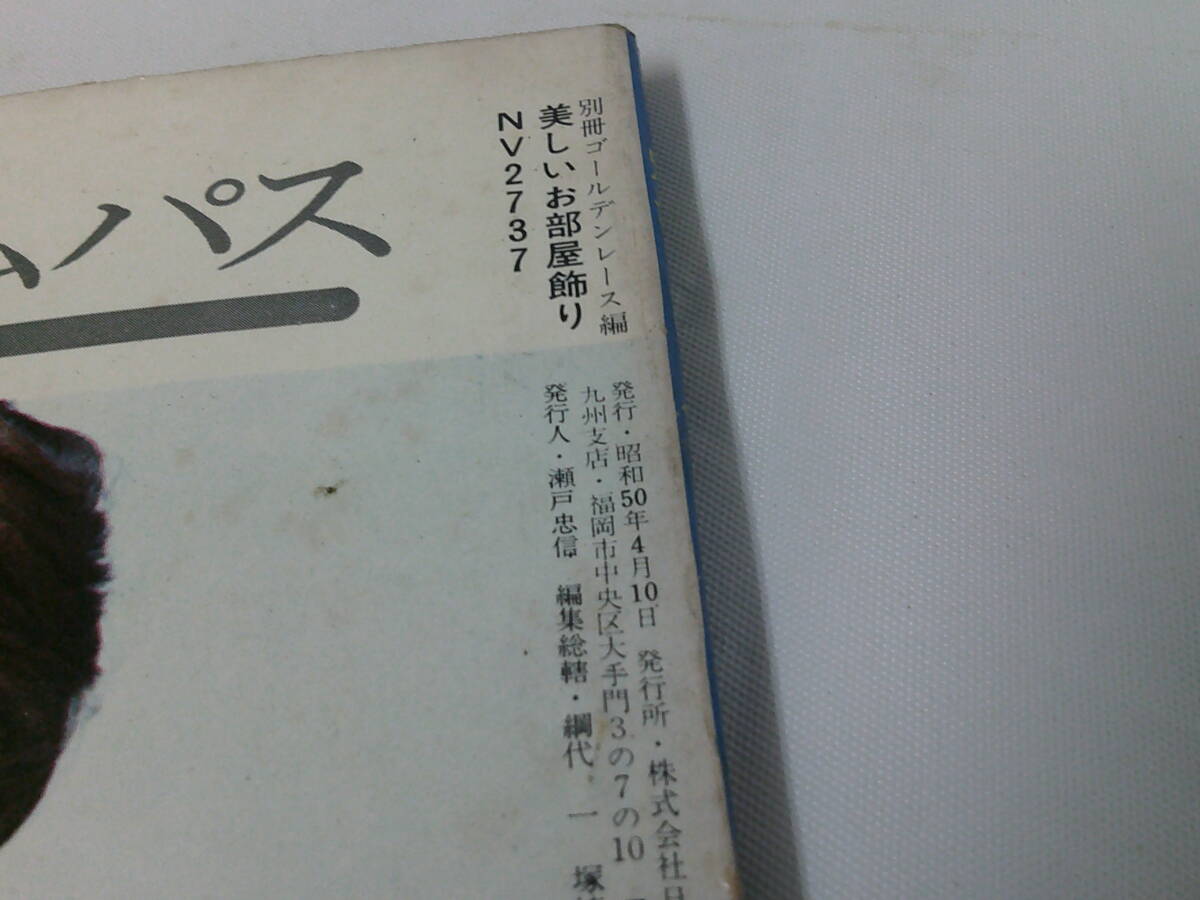 別冊ゴールデンレース編
美しいお部屋飾り
NV2737
ムパス
発行・昭和50年4月10日 発行所・株式会社日
九州支店・福岡市中央区大手門3の7の10
発行人・瀬戸忠信 編集総轄・綱代 一 塚